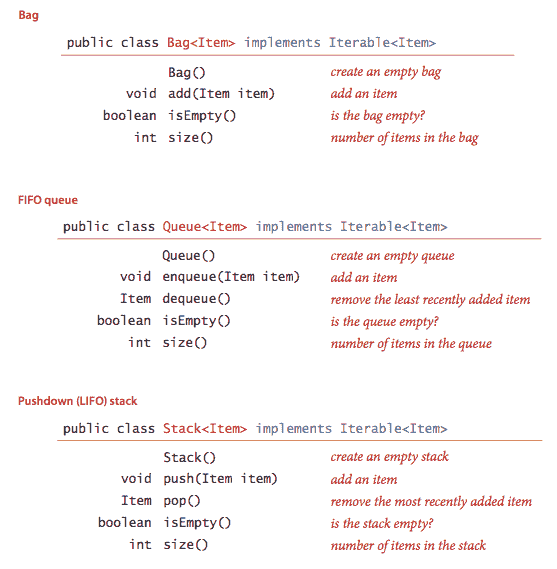 Bag
public class Bag<Item> implements Iterable<Item>
Bag() create an empty bag
void add(Item item) add an item
boolean isEmpty() is the bag empty?
int size() number of items in the bag
FIFO queue
public class Queue<Item> implements Iterable<Item>
Queue() create an empty queue
void enqueue(Item item) add an item
Item dequeue() remove the least recently added item
boolean isEmpty() is the queue empty?
int size() number of items in the queue
Pushdown (LIFO) stack
public class Stack<Item> implements Iterable<Item>
Stack() create an empty stack
void push(Item item) add an item
Item pop() remove the most recently added item
boolean isEmpty() is the stack empty?
int size() number of items in the stack